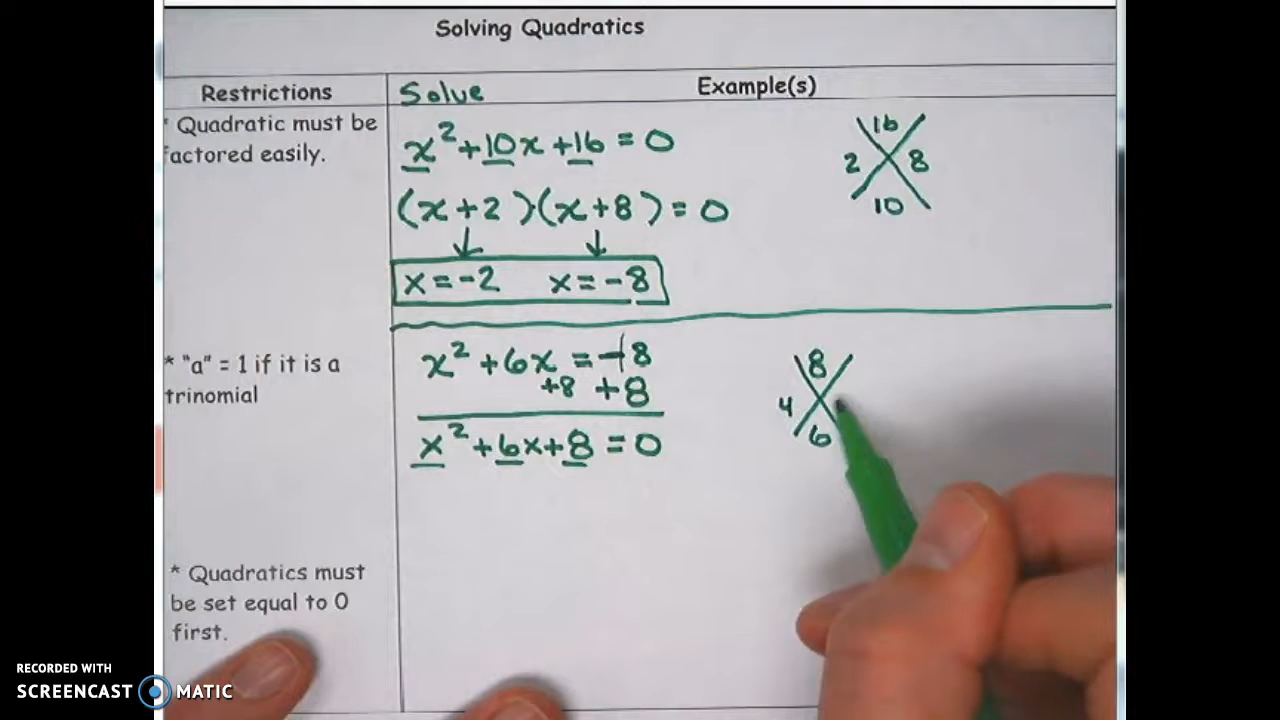 Solving Quadratics
Restrictions
Solve
Example(s)
* Quadratic must be
factored easily.
x² + 10x + 16 = 0
(x + 2)·(x + 8) = 0
x = -2 x = -8
16
2 8
10
* "a" = 1 if it is a
trinomial
x² + 6x = -8
+8 +8
x² + 6x + 8 = 0
8
4
6
* Quadratics must
be set equal to 0
first.
RECORDED WITH
SCREENCAST MATIC